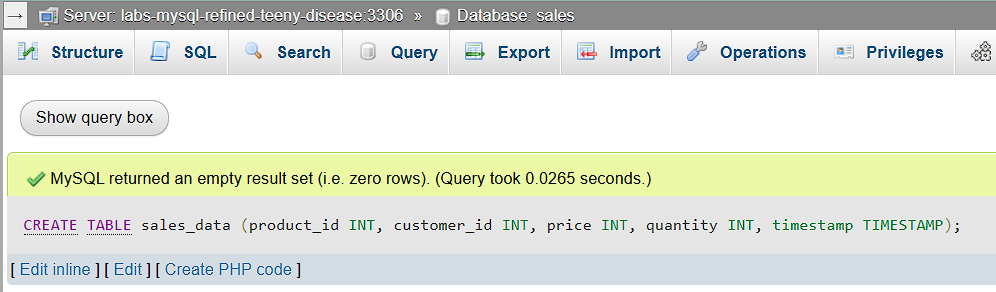 → Server: labs-mysql-refined-teeny-disease:3306 » Database: sales
Structure SQL Search Query Export Import Operations Privileges
Show query box
MySQL returned an empty result set (i.e. zero rows). (Query took 0.0265 seconds.)
CREATE TABLE sales_data (product_id INT, customer_id INT, price INT, quantity INT, timestamp TIMESTAMP);
[ Edit inline ] [ Edit ] [ Create PHP code ]